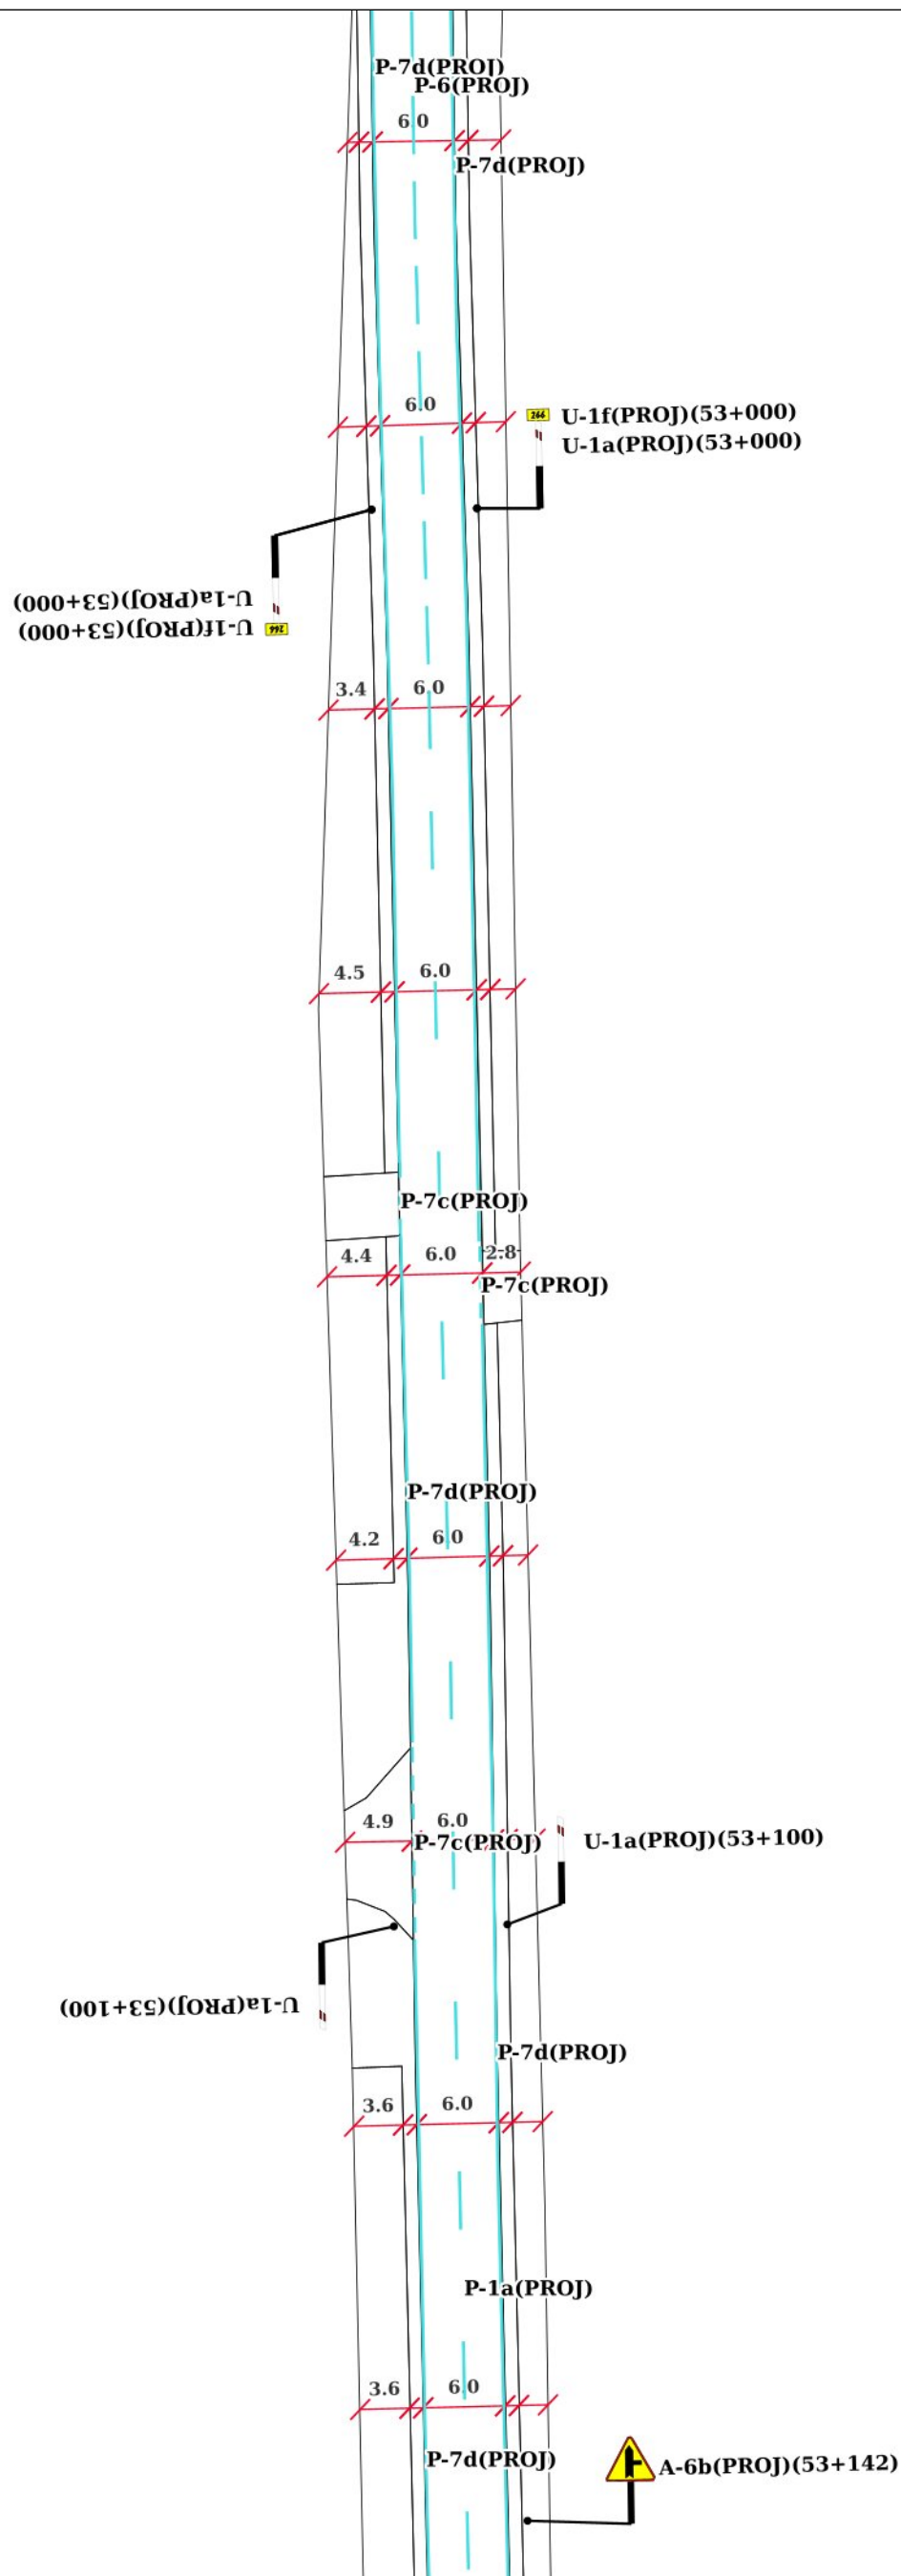 P-7d(PROJ)
P-6(PROJ)
6.0
P-7d(PROJ)
6.0
266 U-1f(PROJ)(53+000)
U-1a(PROJ)(53+000)
U-1a(PROJ)(53+000)
U-1f(PROJ)(53+000) 266
3.4 6.0
4.5 6.0
P-7c(PROJ)
4.4 6.0 2.8
P-7c(PROJ)
P-7d(PROJ)
4.2 6.0
4.9 6.0
P-7c(PROJ) U-1a(PROJ)(53+100)
U-1a(PROJ)(53+100)
P-7d(PROJ)
3.6 6.0
P-1a(PROJ)
3.6 6.0
P-7d(PROJ) A-6b(PROJ)(53+142)